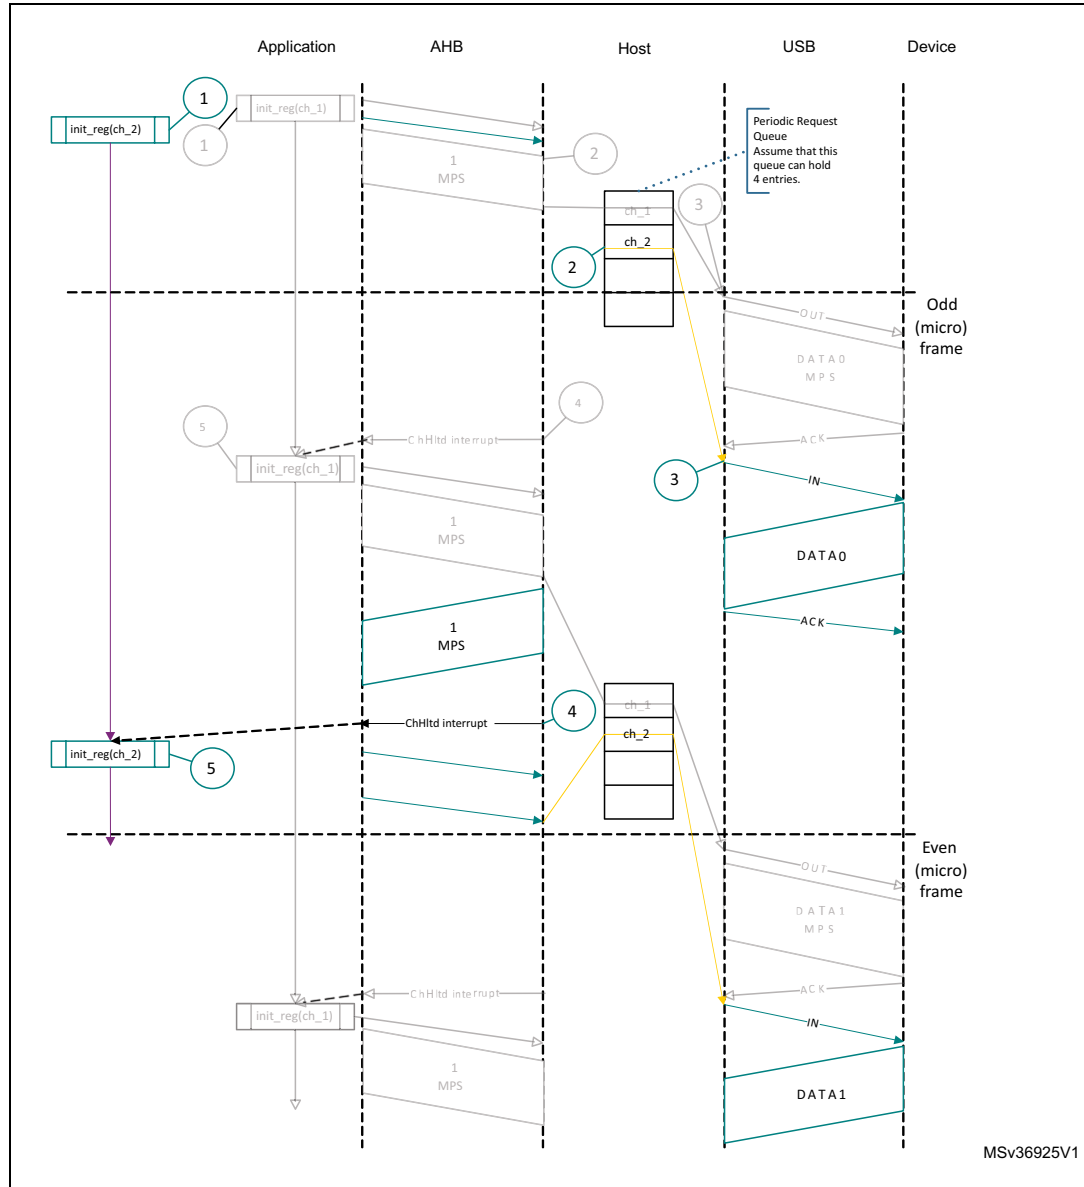 Application AHB Host USB Device
1
init_reg(ch_1)
init_reg(ch_2)
1
Periodic Request
Queue
Assume that this
queue can hold
4 entries.
1
MPS
2
3
ch_1
ch_2
2
Odd
(micro)
frame
OUT
DATA0
MPS
5
4
ChHltd interrupt
ACK
init_reg(ch_1)
3
IN
1
MPS
DATA0
ACK
1
MPS
ch_1
4
ChHltd interrupt
ch_2
init_reg(ch_2)
5
Even
(micro)
frame
OUT
DATA1
MPS
ChHltd interrupt
ACK
init_reg(ch_1)
IN
1
MPS
DATA1
MSv36925V1